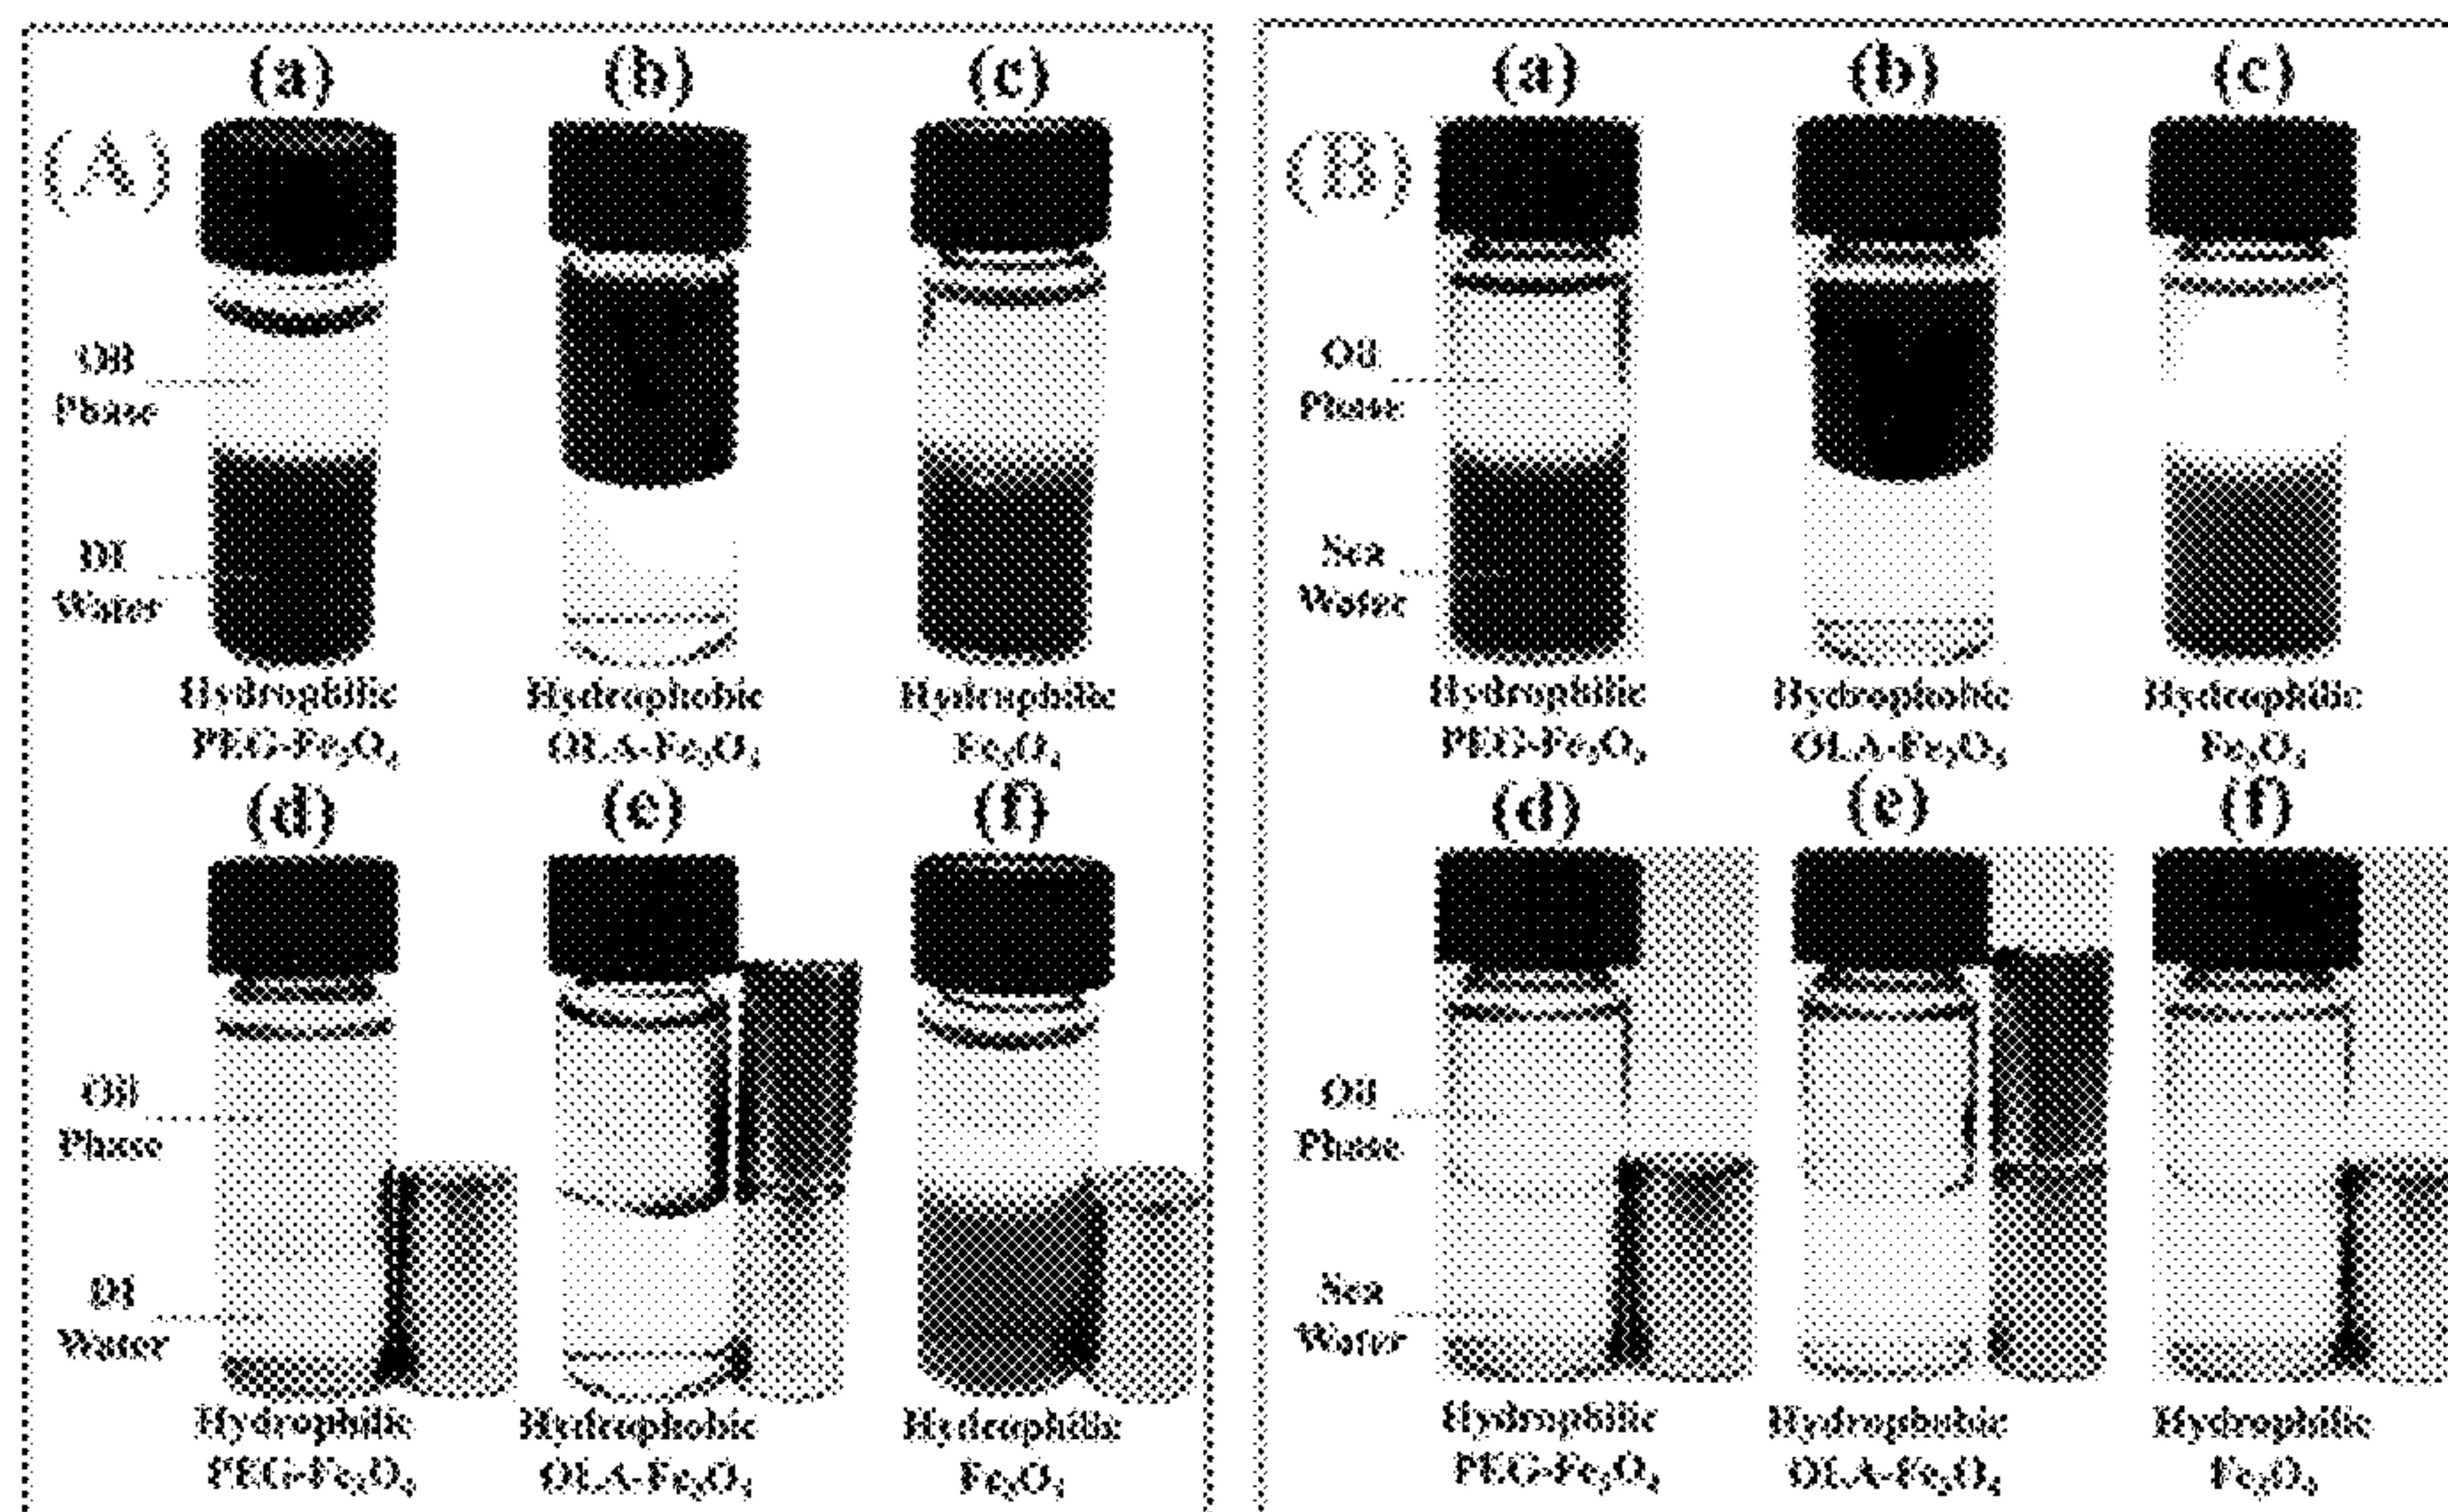 (a) (b) (c)
(A)
Oil
Phase
DI
Water
Hydrophilic Hydrophobic Hydrophilic
PEG-Fe₃O₄ OLA-Fe₃O₄ Fe₃O₄
(d) (e) (f)
Oil
Phase
DI
Water
Hydrophilic Hydrophobic Hydrophilic
PEG-Fe₃O₄ OLA-Fe₃O₄ Fe₃O₄
(a) (b) (c)
(B)
Oil
Phase
Sea
Water
Hydrophilic Hydrophobic Hydrophilic
PEG-Fe₃O₄ OLA-Fe₃O₄ Fe₃O₄
(d) (e) (f)
Oil
Phase
Sea
Water
Hydrophilic Hydrophobic Hydrophilic
PEG-Fe₃O₄ OLA-Fe₃O₄ Fe₃O₄